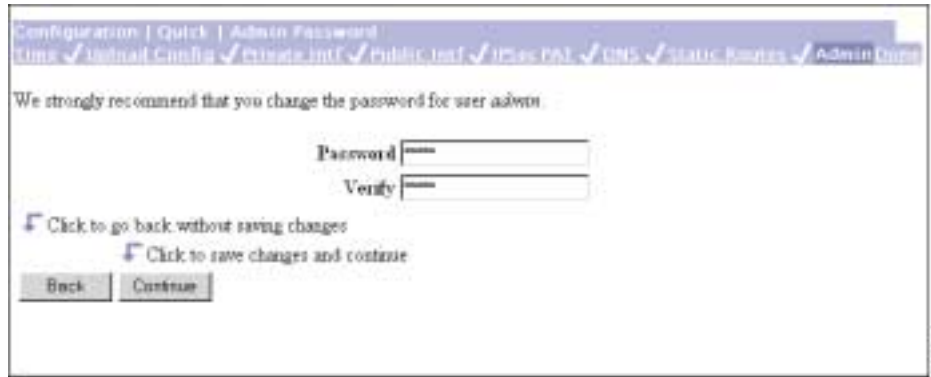 Configuration | Quick | Admin Password
Time ✓ Upload Config ✓ Private Intf ✓ Public Intf ✓ IPSec PAT ✓ DNS ✓ Static Routes ✓ Admin Done
We strongly recommend that you change the password for user admin.
Password
Verify
Click to go back without saving changes
Click to save changes and continue
Back Continue